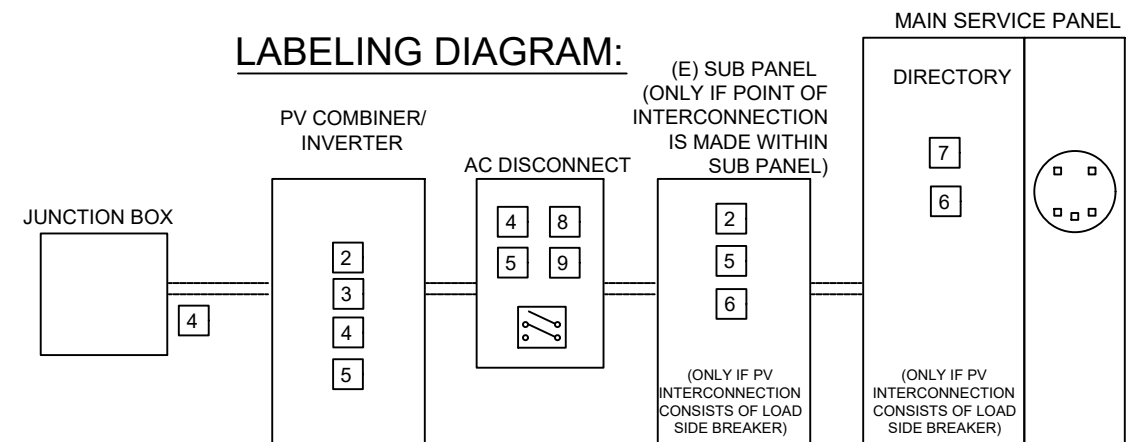 LABELING DIAGRAM:
JUNCTION BOX
4
PV COMBINER/
INVERTER
2
3
4
5
AC DISCONNECT
4 8
5 9
(E) SUB PANEL
(ONLY IF POINT OF
INTERCONNECTION
IS MADE WITHIN
SUB PANEL)
2
5
6
(ONLY IF PV
INTERCONNECTION
CONSISTS OF LOAD
SIDE BREAKER)
MAIN SERVICE PANEL
DIRECTORY
7
6
(ONLY IF PV
INTERCONNECTION
CONSISTS OF LOAD
SIDE BREAKER)